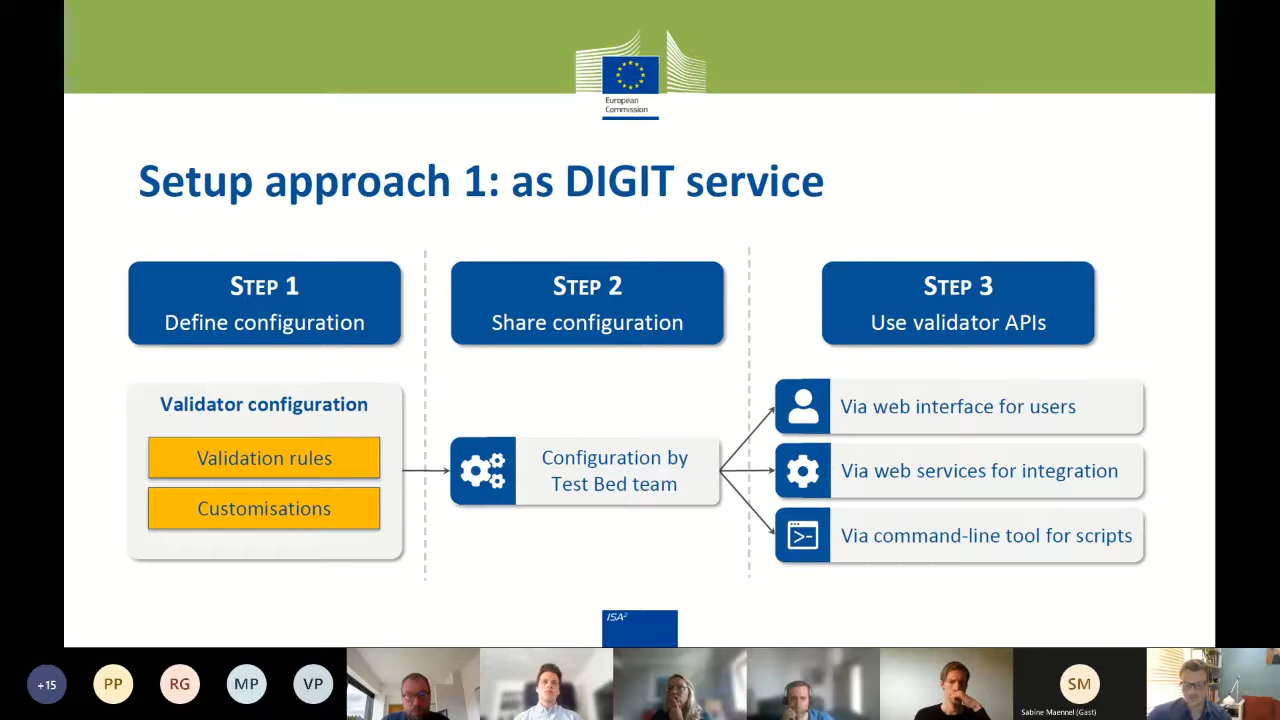 European
Commission
Setup approach 1: as DIGIT service
STEP 1
Define configuration
STEP 2
Share configuration
STEP 3
Use validator APIs
Validator configuration
Validation rules
Customisations
Configuration by
Test Bed team
Via web interface for users
Via web services for integration
Via command-line tool for scripts
ISA²
+15
PP
RG
MP
VP
SM
Sabine Maennel (Gast)